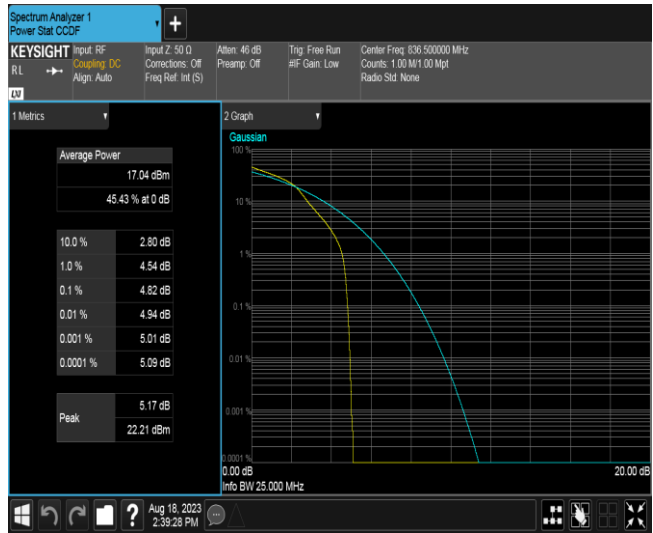 Spectrum Analyzer 1
Power Stat CCDF
+
KEYSIGHT
RL
LXI
Input: RF
Coupling: DC
Align: Auto
Input Z: 50 Ω
Corrections: Off
Freq Ref: Int (S)
Atten: 46 dB
Preamp: Off
Trig: Free Run
#IF Gain: Low
Center Freq: 836.500000 MHz
Counts: 1.00 M/1.00 Mpt
Radio Std: None
1 Metrics
Average Power
17.04 dBm
45.43 % at 0 dB
10.0 % 2.80 dB
1.0 % 4.54 dB
0.1 % 4.82 dB
0.01 % 4.94 dB
0.001 % 5.01 dB
0.0001 % 5.09 dB
Peak
5.17 dB
22.21 dBm
2 Graph
Gaussian
100 %
10 %
1 %
0.1 %
0.01 %
0.001 %
0.0001 %
0.00 dB 20.00 dB
Info BW 25.000 MHz
? Aug 18, 2023
2:39:28 PM